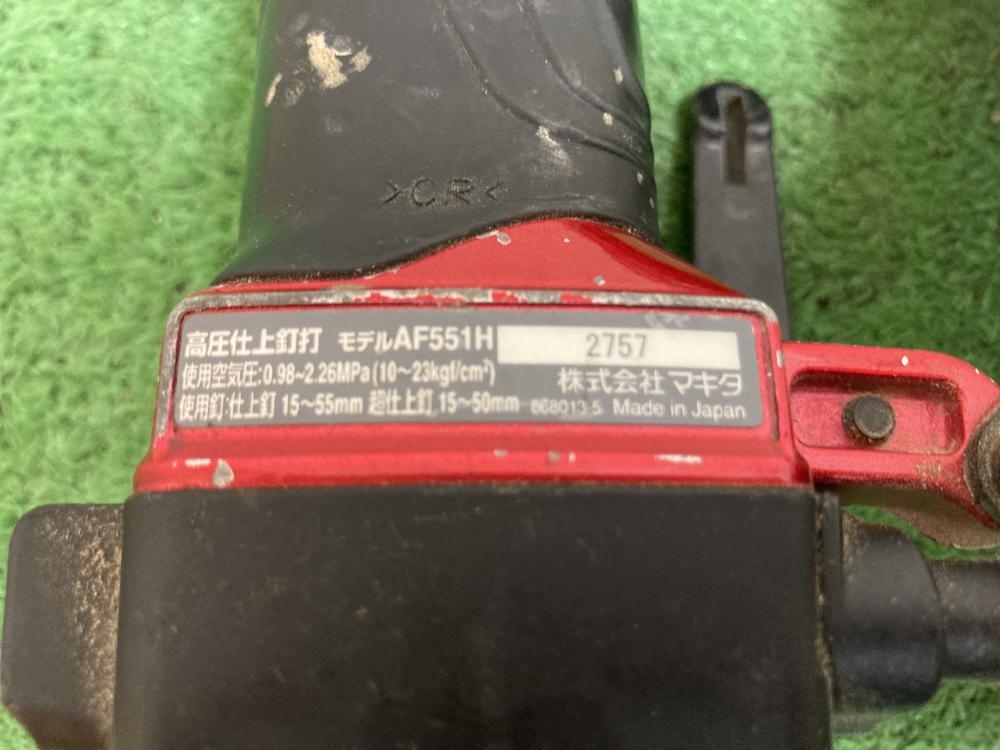 >CR<
高圧仕上釘打 モデルAF551H 2757
使用空気圧:0.98~2.26MPa(10~23kgf/cm²)
株式会社マキタ
使用釘:仕上釘 15~55mm 超仕上釘 15~50mm 868013-5 Made in Japan